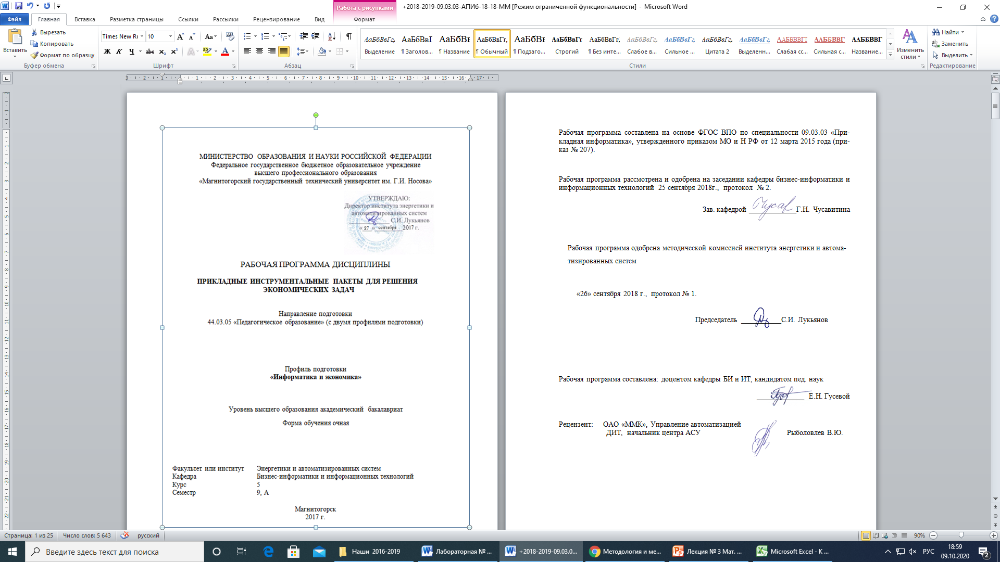 Работа с рисунками
+2018-2019-09.03.03-АПИб-18-18-ММ [Режим ограниченной функциональности] - Microsoft Word
Файл Главная Вставка Разметка страницы Ссылки Рассылки Рецензирование Вид Формат
Вставить
Вырезать
Копировать
Формат по образцу
Буфер обмена
Times New Rc 10
Ж К Ч abc x₂ x²
Шрифт
Абзац
АаБбВвГг, АаБбВвГ АаБбВв АаБбВвГг, АаБбВв АаБбВвГг АаБбВвГг, АаБбВвГг, АаБбВвГг, АаБбВвГг, АаБбВвГг, ААББВВГГ ААББВВГ ААББВВГ
Выделение ¶ Заголов... ¶ Название ¶ Обычный ¶ Подзаго... Строгий ¶ Без инте... Слабое в... Сильное ... Цитата 2 Выделенн... Слабая сс... Сильная с... Название...
Стили
Изменить стили
Найти
Заменить
Выделить
Редактирование
МИНИСТЕРСТВО ОБРАЗОВАНИЯ И НАУКИ РОССИЙСКОЙ ФЕДЕРАЦИИ
Федеральное государственное бюджетное образовательное учреждение
высшего профессионального образования
«Магнитогорский государственный технический университет им. Г.И. Носова»
УТВЕРЖДАЮ:
Директор института энергетики и
автоматизированных систем
С.И. Лукьянов
« 27 » сентября 2017 г.
РАБОЧАЯ ПРОГРАММА ДИСЦИПЛИНЫ
ПРИКЛАДНЫЕ ИНСТРУМЕНТАЛЬНЫЕ ПАКЕТЫ ДЛЯ РЕШЕНИЯ
ЭКОНОМИЧЕСКИХ ЗАДАЧ
Направление подготовки
44.03.05 «Педагогическое образование» (с двумя профилями подготовки)
Профиль подготовки
«Информатика и экономика»
Уровень высшего образования академический бакалавриат
Форма обучения очная
Факультет или институт Энергетики и автоматизированных систем
Кафедра Бизнес-информатики и информационных технологий
Курс 5
Семестр 9, А
Магнитогорск
2017 г.
Рабочая программа составлена на основе ФГОС ВПО по специальности 09.03.03 «При-
кладная информатика», утвержденного приказом МО и Н РФ от 12 марта 2015 года (при-
каз № 207).
Рабочая программа рассмотрена и одобрена на заседании кафедры бизнес-информатики и
информационных технологий 25 сентября 2018г., протокол № 2.
Зав. кафедрой Г.Н. Чусавитина
Рабочая программа одобрена методической комиссией института энергетики и автома-
тизированных систем
«26» сентября 2018 г., протокол № 1.
Председатель С.И. Лукьянов
Рабочая программа составлена: доцентом кафедры БИ и ИТ, кандидатом пед. наук
Е.Н. Гусевой
Рецензент: ОАО «ММК», Управление автоматизацией
ДИТ, начальник центра АСУ Рыболовлев В.Ю.
Страница: 1 из 25 Число слов: 5 643 русский 90%
Введите здесь текст для поиска
Наши 2016-2019 Лабораторная № ... +2018-2019-09.03.0... Методология и ме... Лекция № 3 Мат. ... Microsoft Excel - К ...
РУС 18:59
09.10.2020 2